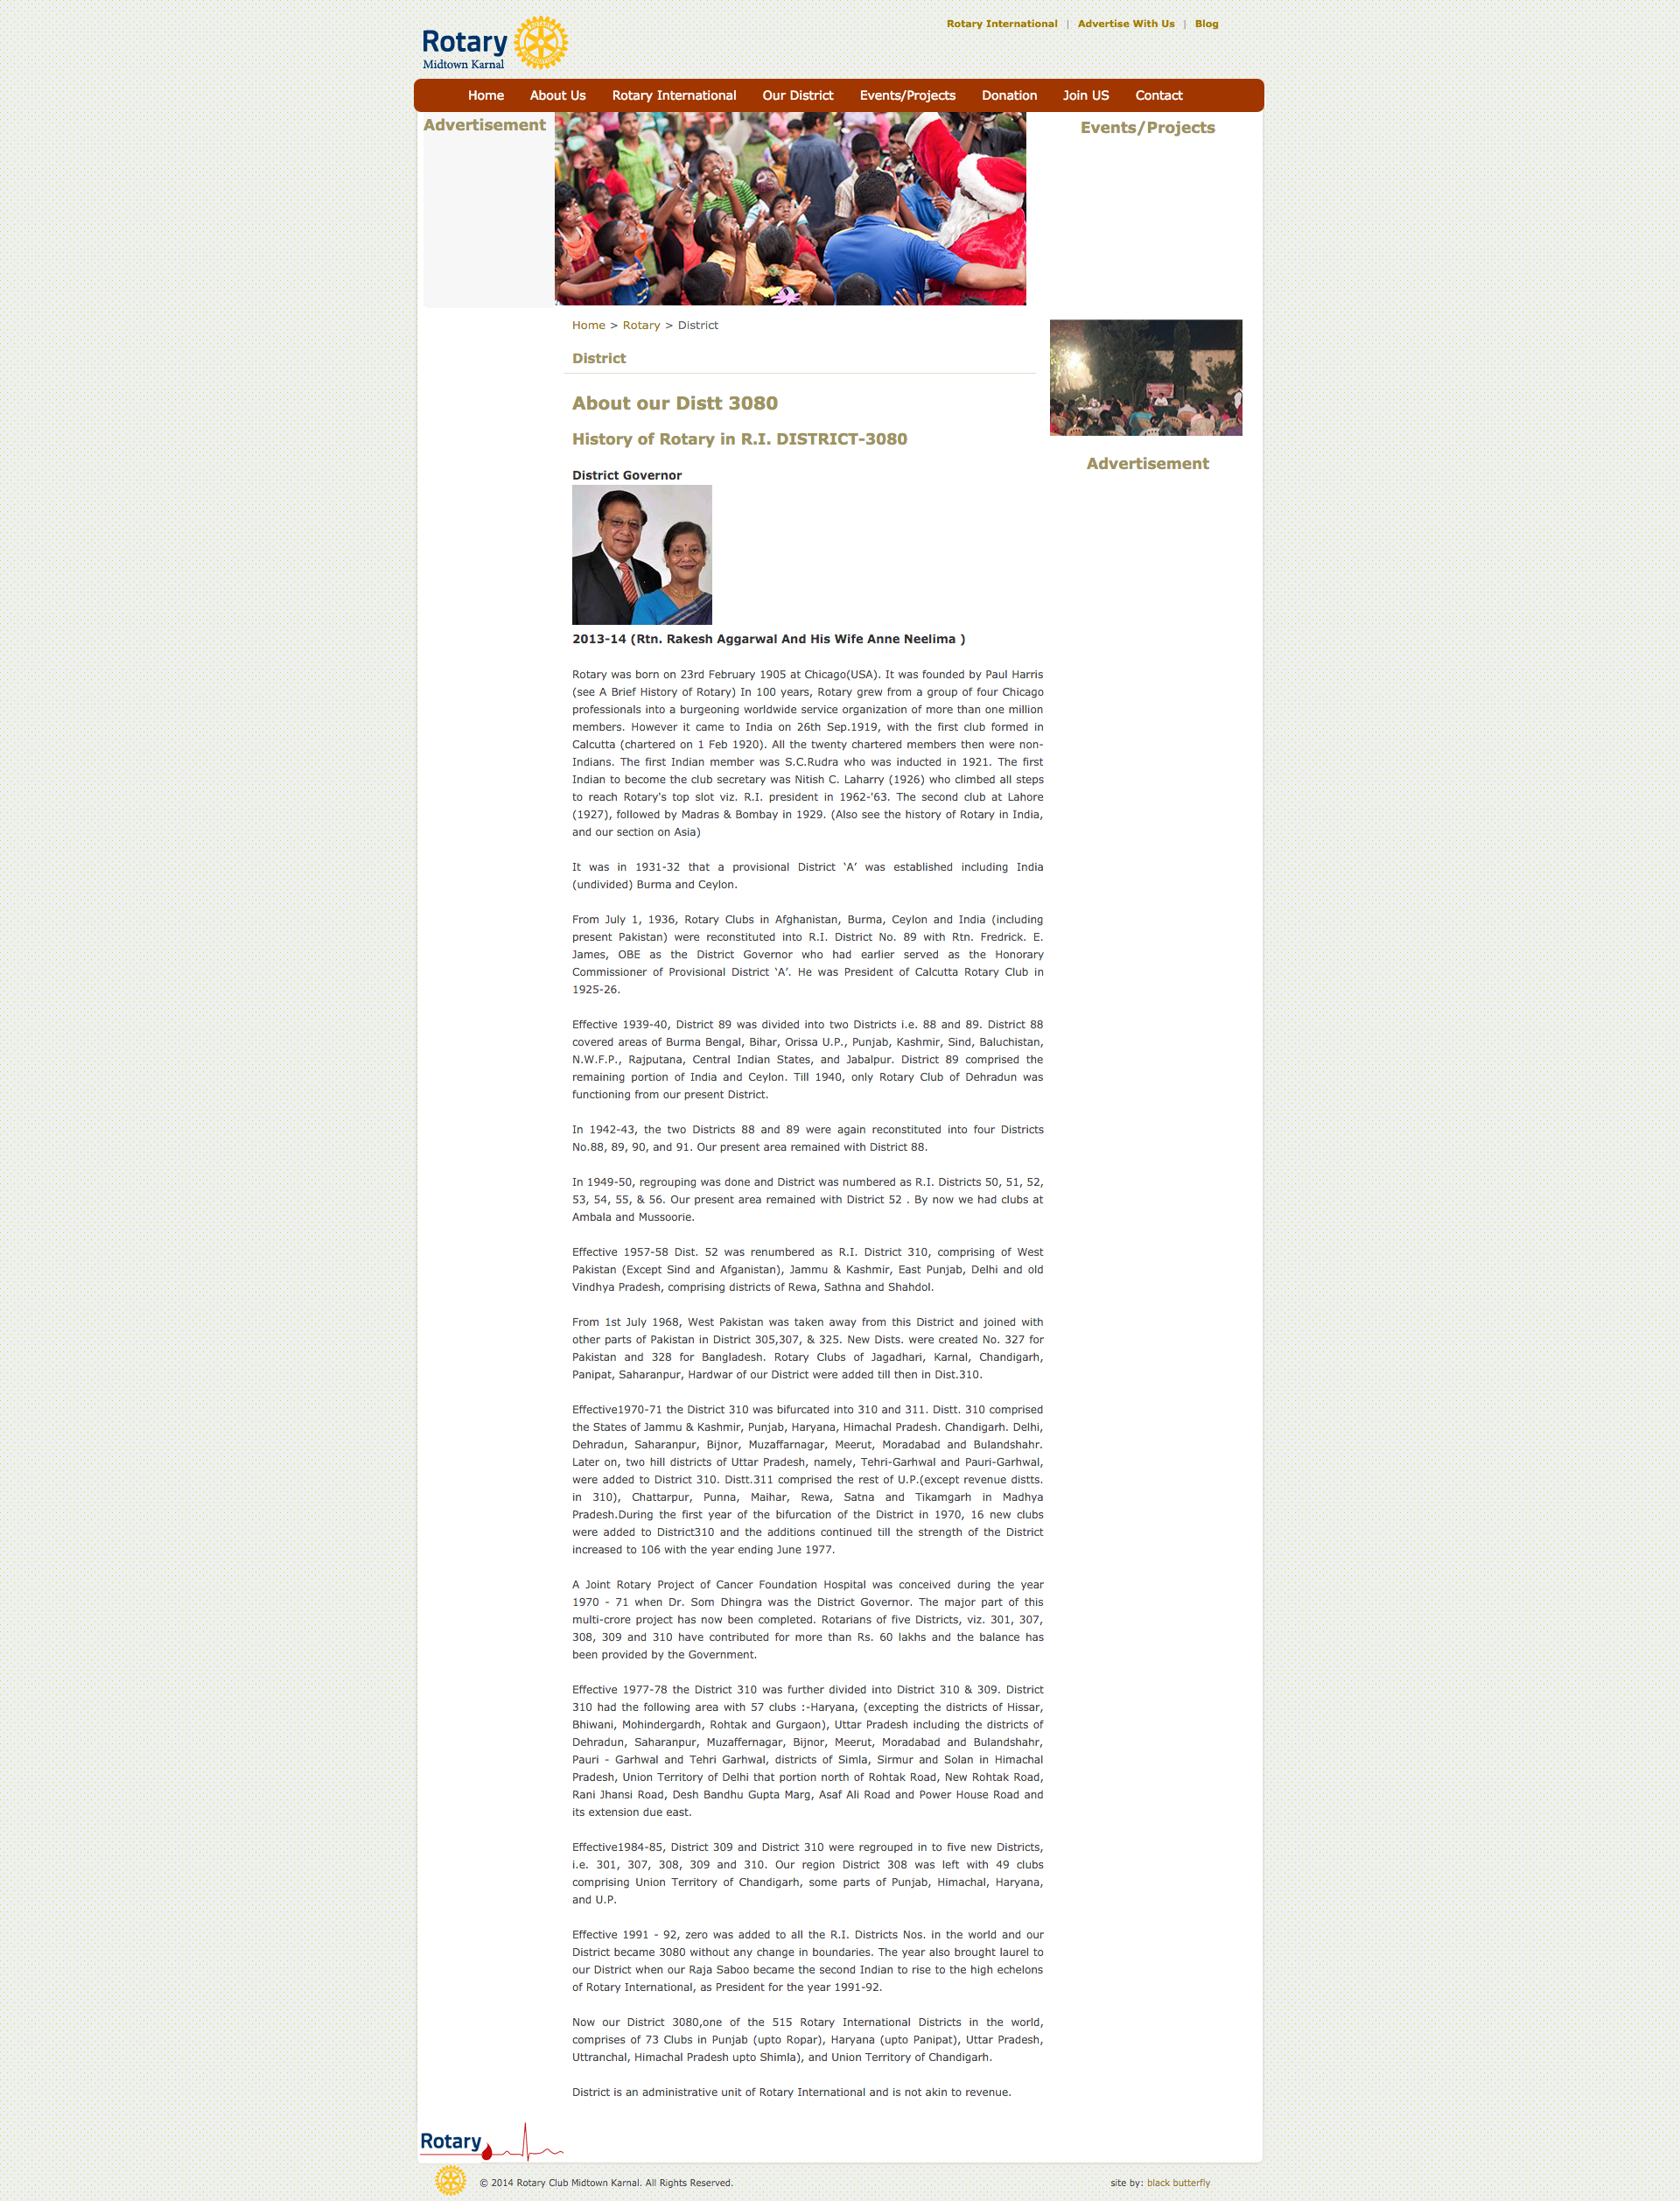 Rotary
Midtown Karnal
Rotary International | Advertise With Us | Blog
Home About Us Rotary International Our District Events/Projects Donation Join US Contact
Advertisement
Events/Projects
Home > Rotary > District
District
About our Distt 3080
History of Rotary in R.I. DISTRICT-3080
Advertisement
District Governor
2013-14 (Rtn. Rakesh Aggarwal And His Wife Anne Neelima )
Rotary was born on 23rd February 1905 at Chicago(USA). It was founded by Paul Harris
(see A Brief History of Rotary) In 100 years, Rotary grew from a group of four Chicago
professionals into a burgeoning worldwide service organization of more than one million
members. However it came to India on 26th Sep.1919, with the first club formed in
Calcutta (chartered on 1 Feb 1920). All the twenty chartered members then were non-
Indians. The first Indian member was S.C.Rudra who was inducted in 1921. The first
Indian to become the club secretary was Nitish C. Laharry (1926) who climbed all steps
to reach Rotary's top slot viz. R.I. president in 1962-'63. The second club at Lahore
(1927), followed by Madras & Bombay in 1929. (Also see the history of Rotary in India,
and our section on Asia)
It was in 1931-32 that a provisional District ‘A’ was established including India
(undivided) Burma and Ceylon.
From July 1, 1936, Rotary Clubs in Afghanistan, Burma, Ceylon and India (including
present Pakistan) were reconstituted into R.I. District No. 89 with Rtn. Fredrick. E.
James, OBE as the District Governor who had earlier served as the Honorary
Commissioner of Provisional District ‘A’. He was President of Calcutta Rotary Club in
1925-26.
Effective 1939-40, District 89 was divided into two Districts i.e. 88 and 89. District 88
covered areas of Burma Bengal, Bihar, Orissa U.P., Punjab, Kashmir, Sind, Baluchistan,
N.W.F.P., Rajputana, Central Indian States, and Jabalpur. District 89 comprised the
remaining portion of India and Ceylon. Till 1940, only Rotary Club of Dehradun was
functioning from our present District.
In 1942-43, the two Districts 88 and 89 were again reconstituted into four Districts
No.88, 89, 90, and 91. Our present area remained with District 88.
In 1949-50, regrouping was done and District was numbered as R.I. Districts 50, 51, 52,
53, 54, 55, & 56. Our present area remained with District 52 . By now we had clubs at
Ambala and Mussoorie.
Effective 1957-58 Dist. 52 was renumbered as R.I. District 310, comprising of West
Pakistan (Except Sind and Afganistan), Jammu & Kashmir, East Punjab, Delhi and old
Vindhya Pradesh, comprising districts of Rewa, Sathna and Shahdol.
From 1st July 1968, West Pakistan was taken away from this District and joined with
other parts of Pakistan in District 305,307, & 325. New Dists. were created No. 327 for
Pakistan and 328 for Bangladesh. Rotary Clubs of Jagadhari, Karnal, Chandigarh,
Panipat, Saharanpur, Hardwar of our District were added till then in Dist.310.
Effective1970-71 the District 310 was bifurcated into 310 and 311. Distt. 310 comprised
the States of Jammu & Kashmir, Punjab, Haryana, Himachal Pradesh. Chandigarh. Delhi,
Dehradun, Saharanpur, Bijnor, Muzaffarnagar, Meerut, Moradabad and Bulandshahr.
Later on, two hill districts of Uttar Pradesh, namely, Tehri-Garhwal and Pauri-Garhwal,
were added to District 310. Distt.311 comprised the rest of U.P.(except revenue distts.
in 310), Chattarpur, Punna, Maihar, Rewa, Satna and Tikamgarh in Madhya
Pradesh.During the first year of the bifurcation of the District in 1970, 16 new clubs
were added to District310 and the additions continued till the strength of the District
increased to 106 with the year ending June 1977.
A Joint Rotary Project of Cancer Foundation Hospital was conceived during the year
1970 - 71 when Dr. Som Dhingra was the District Governor. The major part of this
multi-crore project has now been completed. Rotarians of five Districts, viz. 301, 307,
308, 309 and 310 have contributed for more than Rs. 60 lakhs and the balance has
been provided by the Government.
Effective 1977-78 the District 310 was further divided into District 310 & 309. District
310 had the following area with 57 clubs :-Haryana, (excepting the districts of Hissar,
Bhiwani, Mohindergardh, Rohtak and Gurgaon), Uttar Pradesh including the districts of
Dehradun, Saharanpur, Muzaffernagar, Bijnor, Meerut, Moradabad and Bulandshahr,
Pauri - Garhwal and Tehri Garhwal, districts of Simla, Sirmur and Solan in Himachal
Pradesh, Union Territory of Delhi that portion north of Rohtak Road, New Rohtak Road,
Rani Jhansi Road, Desh Bandhu Gupta Marg, Asaf Ali Road and Power House Road and
its extension due east.
Effective1984-85, District 309 and District 310 were regrouped in to five new Districts,
i.e. 301, 307, 308, 309 and 310. Our region District 308 was left with 49 clubs
comprising Union Territory of Chandigarh, some parts of Punjab, Himachal, Haryana,
and U.P.
Effective 1991 - 92, zero was added to all the R.I. Districts Nos. in the world and our
District became 3080 without any change in boundaries. The year also brought laurel to
our District when our Raja Saboo became the second Indian to rise to the high echelons
of Rotary International, as President for the year 1991-92.
Now our District 3080,one of the 515 Rotary International Districts in the world,
comprises of 73 Clubs in Punjab (upto Ropar), Haryana (upto Panipat), Uttar Pradesh,
Uttranchal, Himachal Pradesh upto Shimla), and Union Territory of Chandigarh.
District is an administrative unit of Rotary International and is not akin to revenue.
Rotary
© 2014 Rotary Club Midtown Karnal. All Rights Reserved.
site by: black butterfly